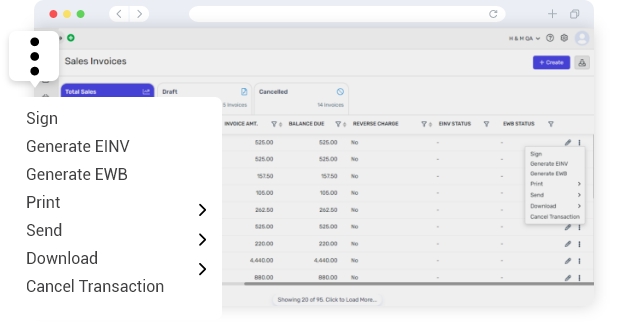 H & M QA
Sales Invoices
+ Create
Total Sales
Draft
Cancelled
5 Invoices
14 Invoices
INVOICE AMT. BALANCE DUE REVERSE CHARGE EINV STATUS EWB STATUS
525.00 525.00 No - -
525.00 525.00 No - -
157.50 157.50 No - -
105.00 105.00 No - -
262.50 262.50 No - -
525.00 525.00 No - -
220.00 220.00 No - -
4,440.00 4,440.00 No - -
880.00 880.00 No - -
Showing 20 of 95. Click to Load More...
Sign
Generate EINV
Generate EWB
Print
Send
Download
Cancel Transaction
Sign
Generate EINV
Generate EWB
Print
Send
Download
Cancel Transaction